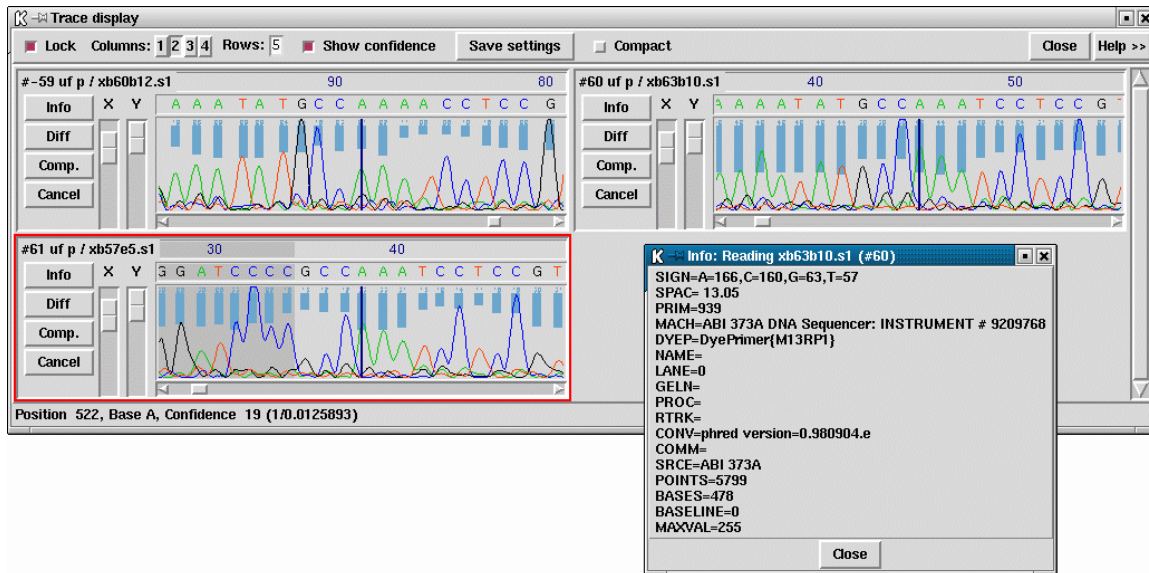 Trace display
Lock Columns: 1 2 3 4 Rows: 5 Show confidence Save settings Compact Close Help >>
#-59 uf p / xb60b12.s1 90 80
Info X Y A A A T A T G C C A A A A C C T C C G
Diff
Comp.
Cancel
#60 uf p / xb63b10.s1 40 50
Info X Y A A A A T A T G C C A A A T C C T C C G
Diff
Comp.
Cancel
#61 uf p / xb57e5.s1 30 40
Info X Y G G A T C C C C G C C A A A T C C T C C G T
Diff
Comp.
Cancel
Position 522, Base A, Confidence 19 (1/0.0125893)
Info: Reading xb63b10.s1 (#60)
SIGN=A=166,C=160,G=63,T=57
SPAC= 13.05
PRIM=939
MACH=ABI 373A DNA Sequencer: INSTRUMENT # 9209768
DYEP=DyePrimer{M13RP1}
NAME=
LANE=0
GELN=
PROC=
RTRK=
CONV=phred version=0.980904.e
COMM=
SRCE=ABI 373A
POINTS=5799
BASES=478
BASELINE=0
MAXVAL=255
Close